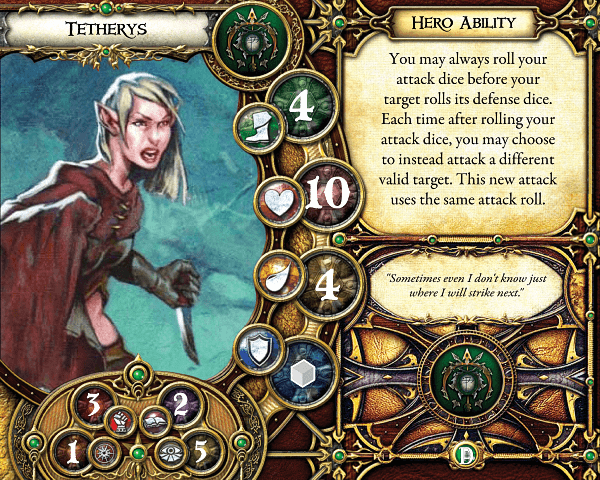 Tetherys
4
10
4
3
2
1
5
Hero Ability
You may always roll your
attack dice before your
target rolls its defense dice.
Each time after rolling your
attack dice, you may choose
to instead attack a different
valid target. This new attack
uses the same attack roll.
"Sometimes even I don't know just
where I will strike next."